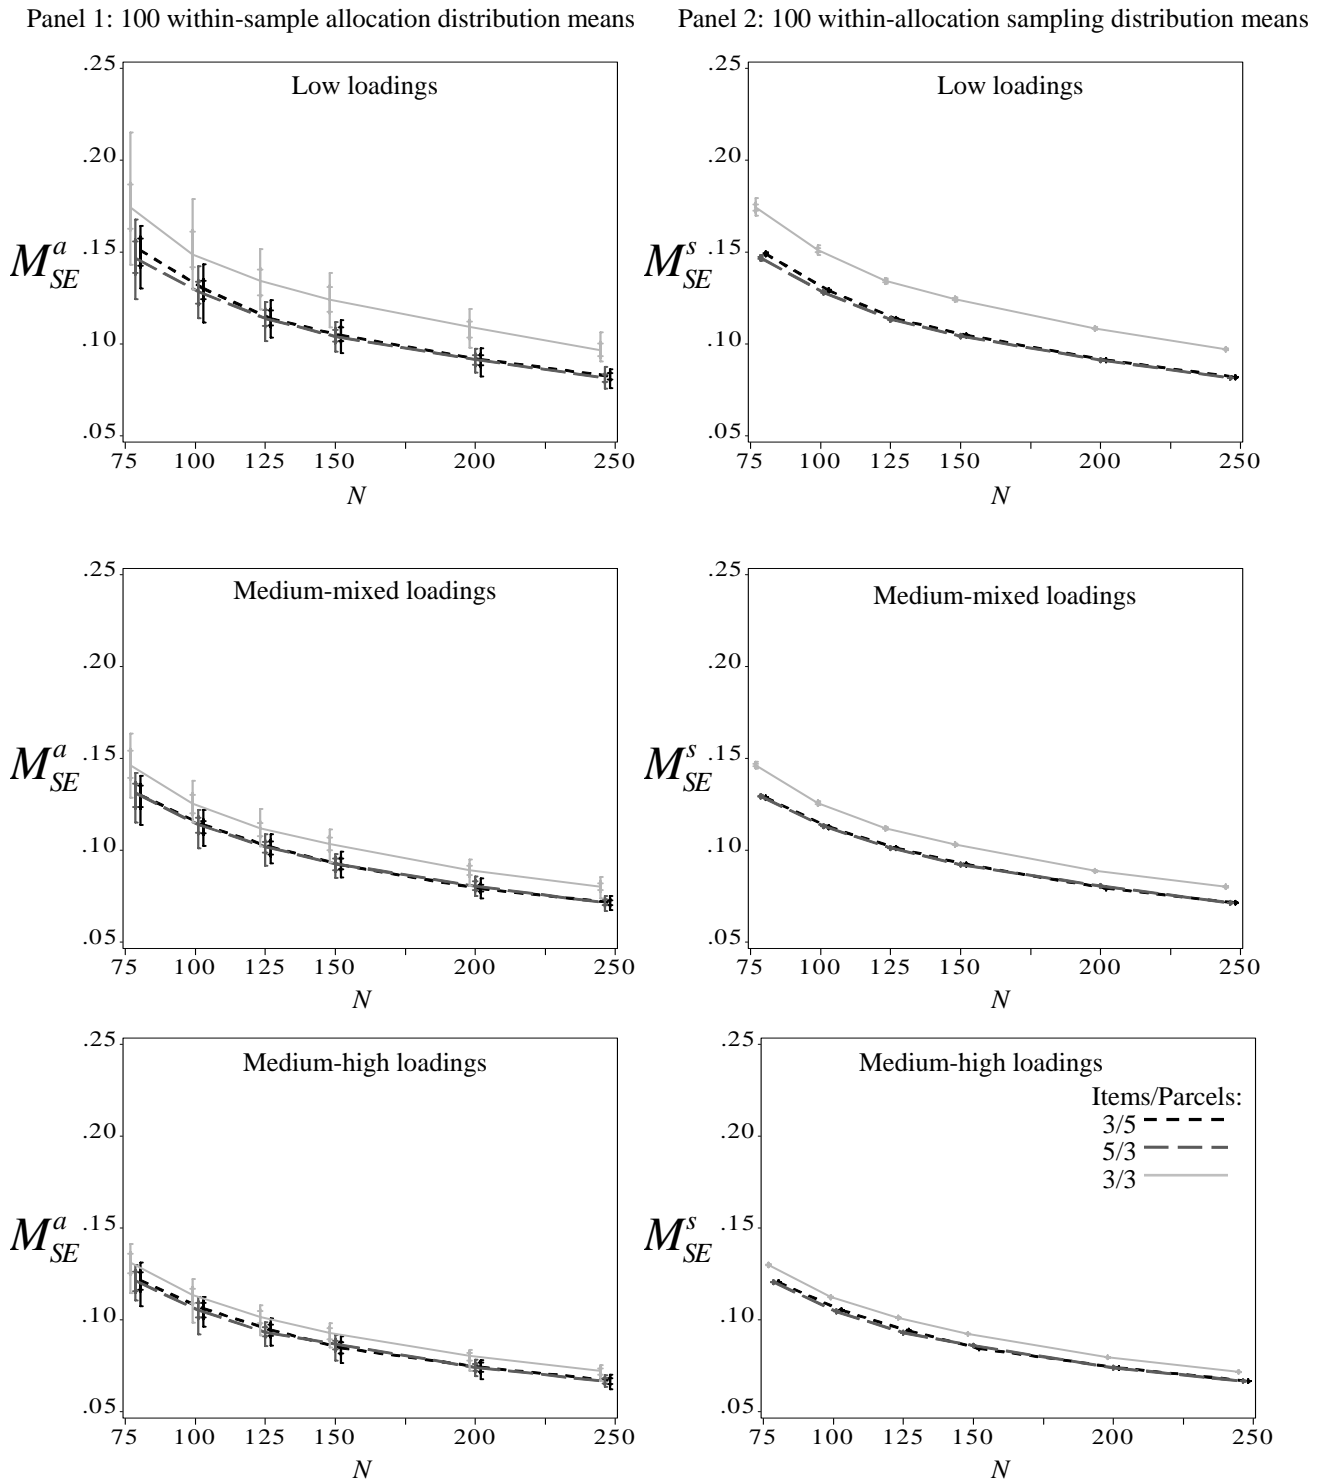 Panel 1: 100 within-sample allocation distribution means
Panel 2: 100 within-allocation sampling distribution means
Low loadings
.25
.20
.15
.10
.05
M^a_SE
75 100 125 150 200 250
N
Low loadings
.25
.20
.15
.10
.05
M^s_SE
75 100 125 150 200 250
N
Medium-mixed loadings
.25
.20
.15
.10
.05
M^a_SE
75 100 125 150 200 250
N
Medium-mixed loadings
.25
.20
.15
.10
.05
M^s_SE
75 100 125 150 200 250
N
Medium-high loadings
.25
.20
.15
.10
.05
M^a_SE
75 100 125 150 200 250
N
Medium-high loadings
Items/Parcels:
3/5
5/3
3/3
.25
.20
.15
.10
.05
M^s_SE
75 100 125 150 200 250
N